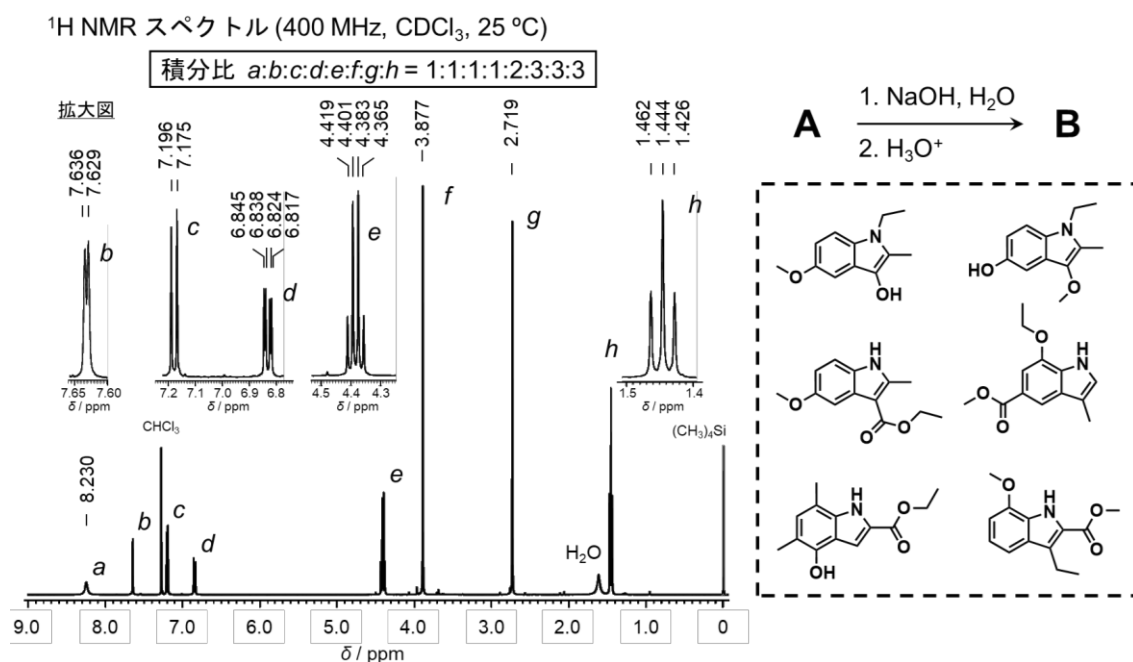 ¹H NMR スペクトル (400 MHz, CDCl₃, 25 ºC)
積分比 a:b:c:d:e:f:g:h = 1:1:1:1:2:3:3:3
拡大図
7.636
7.629
b
7.65
7.60
δ / ppm
7.196
7.175
c
6.845
6.838
6.824
6.817
d
7.2
7.1
7.0
6.9
6.8
δ / ppm
4.419
4.401
4.383
4.365
e
4.5
4.4
4.3
δ / ppm
3.877
f
2.719
g
1.462
1.444
1.426
h
1.5
1.4
δ / ppm
CHCl₃
(CH₃)₄Si
8.230
a
b
c
d
e
H₂O
h
9.0 8.0 7.0 6.0 5.0 4.0 3.0 2.0 1.0 0
δ / ppm
A
1. NaOH, H₂O
2. H₃O⁺
B
N
O
OH
N
HO
O
H
N
O
O
O
O
NH
O
O
H
N
O
O
OH
O
H
N
O
O